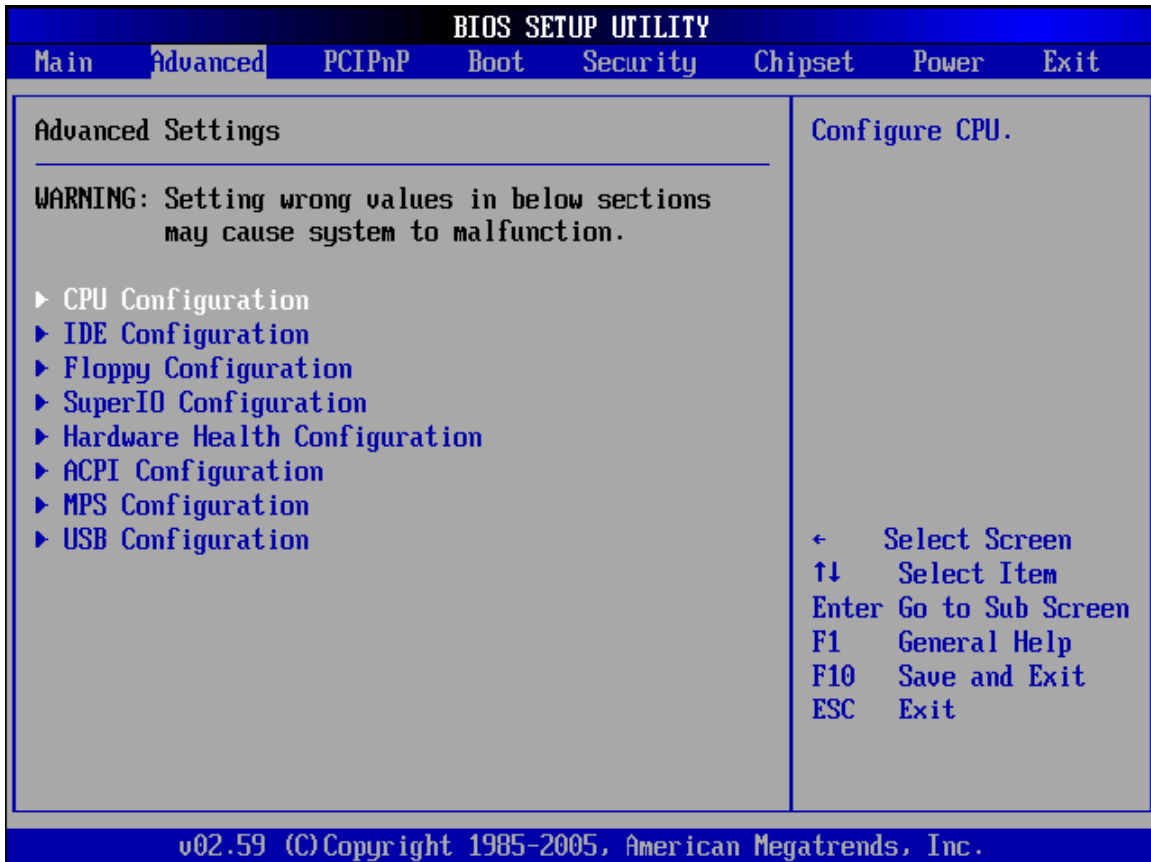 BIOS SETUP UTILITY
Main Advanced PCIPnP Boot Security Chipset Power Exit
Advanced Settings
WARNING: Setting wrong values in below sections
may cause system to malfunction.
▶ CPU Configuration
▶ IDE Configuration
▶ Floppy Configuration
▶ SuperIO Configuration
▶ Hardware Health Configuration
▶ ACPI Configuration
▶ MPS Configuration
▶ USB Configuration
Configure CPU.
← Select Screen
↑↓ Select Item
Enter Go to Sub Screen
F1 General Help
F10 Save and Exit
ESC Exit
v02.59 (C)Copyright 1985-2005, American Megatrends, Inc.